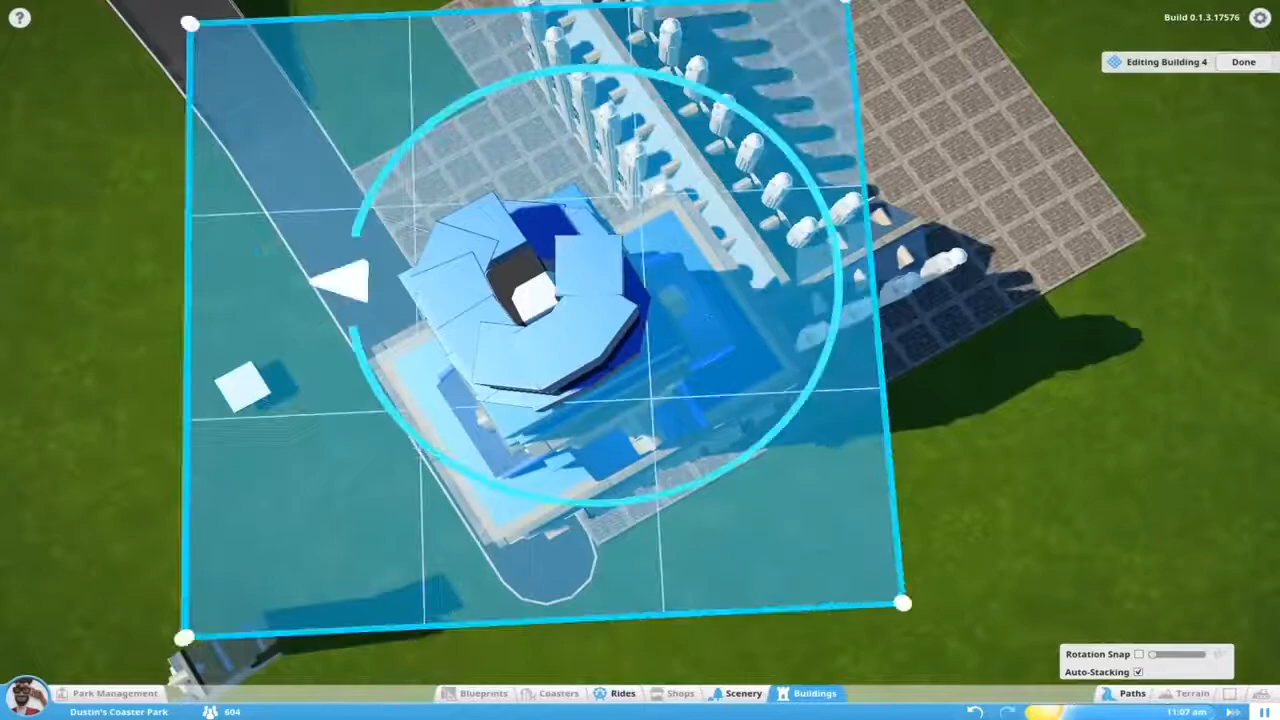 ?
Build 0.1.3.17576
Editing Building 4
Done
Rotation Snap
Auto-Stacking
Park Management
Blueprints
Coasters
Rides
Shops
Scenery
Buildings
Paths
Terrain
Dustin's Coaster Park
604
11:07 am